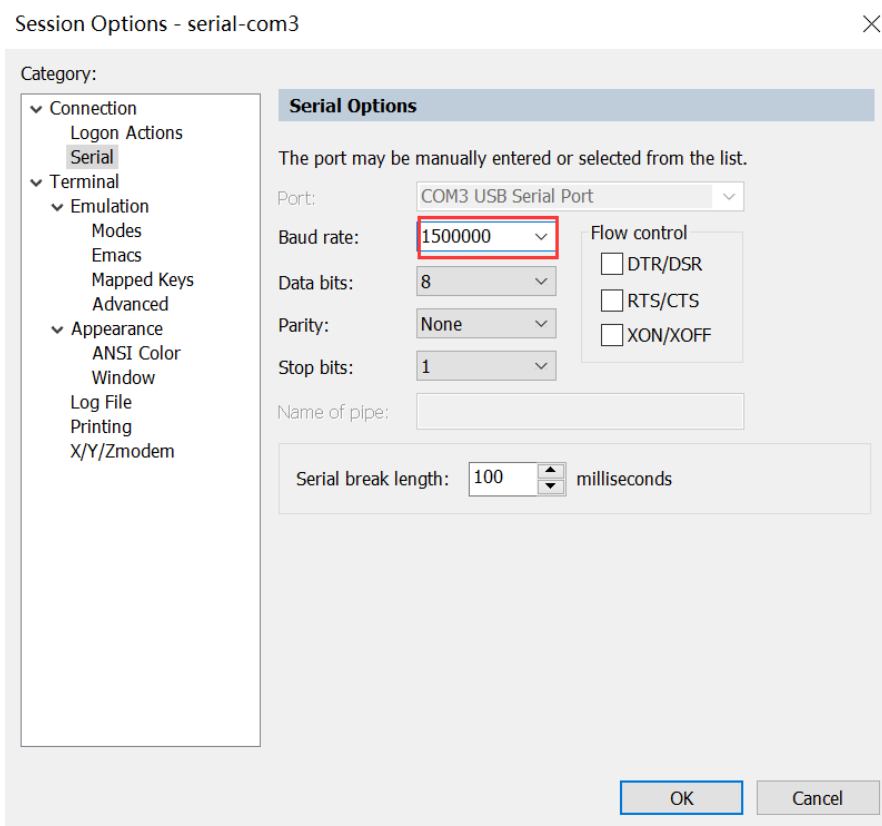 Session Options - serial-com3
Category:
Connection
Logon Actions
Serial
Terminal
Emulation
Modes
Emacs
Mapped Keys
Advanced
Appearance
ANSI Color
Window
Log File
Printing
X/Y/Zmodem
Serial Options
The port may be manually entered or selected from the list.
Port: COM3 USB Serial Port
Baud rate: 1500000
Data bits: 8
Parity: None
Stop bits: 1
Name of pipe:
Flow control
DTR/DSR
RTS/CTS
XON/XOFF
Serial break length: 100 milliseconds
OK Cancel